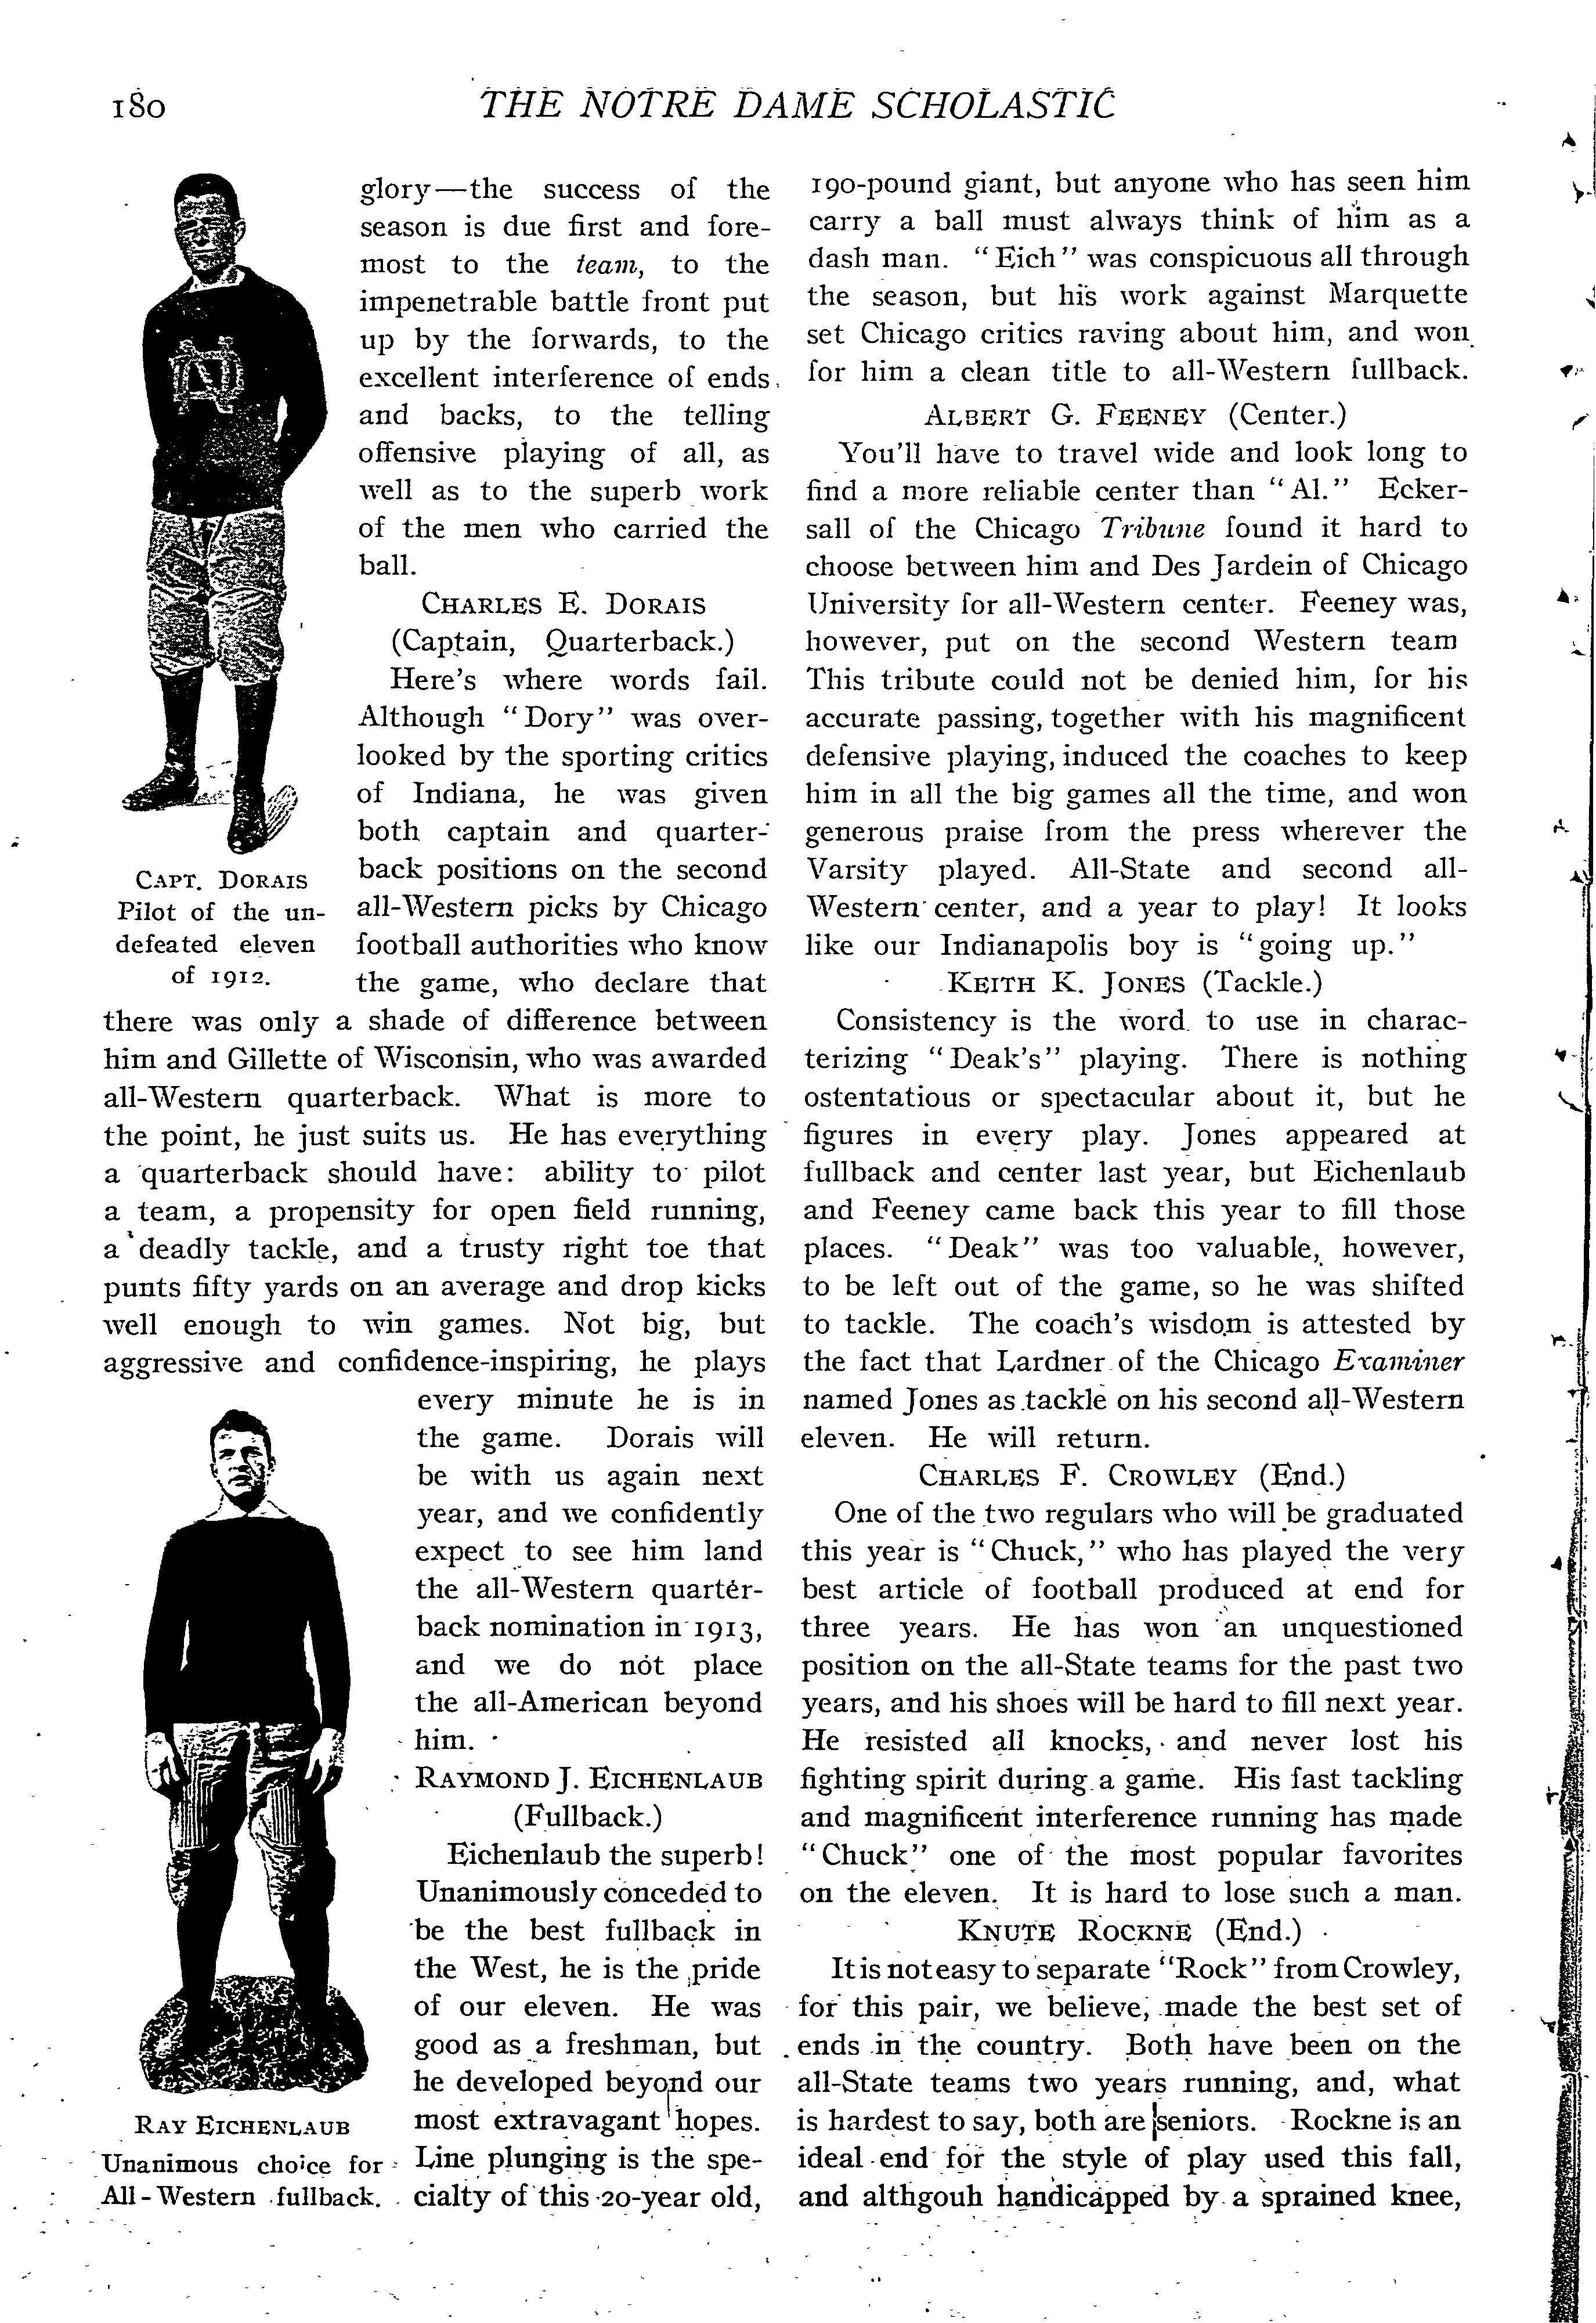 180
THE NOTRE DAME SCHOLASTIC
glory—the success of the
season is due first and fore-
most to the team, to the
impenetrable battle front put
up by the forwards, to the
excellent interference of ends
and backs, to the telling
offensive playing of all, as
well as to the superb work
of the men who carried the
ball.
CHARLES E. DORAIS
(Captain, Quarterback.)
Here's where words fail.
Although "Dory" was over-
looked by the sporting critics
of Indiana, he was given
both captain and quarter-
back positions on the second
all-Western picks by Chicago
football authorities who know
the game, who declare that
CAPT. DORAIS
Pilot of the un-
defeated eleven
of 1912.
there was only a shade of difference between
him and Gillette of Wisconsin, who was awarded
all-Western quarterback. What is more to
the point, he just suits us. He has everything
a quarterback should have: ability to pilot
a team, a propensity for open field running,
a deadly tackle, and a trusty right toe that
punts fifty yards on an average and drop kicks
well enough to win games. Not big, but
aggressive and confidence-inspiring, he plays
every minute he is in
the game. Dorais will
be with us again next
year, and we confidently
expect to see him land
the all-Western quarter-
back nomination in 1913,
and we do not place
the all-American beyond
him.
RAYMOND J. EICHENLAUB
(Fullback.)
Eichenlaub the superb!
Unanimously conceded to
be the best fullback in
the West, he is the pride
of our eleven. He was
good as a freshman, but
he developed beyond our
most extravagant hopes.
Line plunging is the spe-
cialty of this 20-year old,
RAY EICHENLAUB
Unanimous choice for
All-Western fullback.
190-pound giant, but anyone who has seen him
carry a ball must always think of him as a
dash man. "Eich" was conspicuous all through
the season, but his work against Marquette
set Chicago critics raving about him, and won
for him a clean title to all-Western fullback.
ALBERT G. FEENEY (Center.)
You'll have to travel wide and look long to
find a more reliable center than "Al." Ecker-
sall of the Chicago Tribune found it hard to
choose between him and Des Jardein of Chicago
University for all-Western center. Feeney was,
however, put on the second Western team
This tribute could not be denied him, for his
accurate passing, together with his magnificent
defensive playing, induced the coaches to keep
him in all the big games all the time, and won
generous praise from the press wherever the
Varsity played. All-State and second all-
Western center, and a year to play! It looks
like our Indianapolis boy is "going up."
KEITH K. JONES (Tackle.)
Consistency is the word to use in charac-
terizing "Deak's" playing. There is nothing
ostentatious or spectacular about it, but he
figures in every play. Jones appeared at
fullback and center last year, but Eichenlaub
and Feeney came back this year to fill those
places. "Deak" was too valuable, however,
to be left out of the game, so he was shifted
to tackle. The coach's wisdom is attested by
the fact that Lardner of the Chicago Examiner
named Jones as tackle on his second all-Western
eleven. He will return.
CHARLES F. CROWLEY (End.)
One of the two regulars who will be graduated
this year is "Chuck," who has played the very
best article of football produced at end for
three years. He has won an unquestioned
position on the all-State teams for the past two
years, and his shoes will be hard to fill next year.
He resisted all knocks, and never lost his
fighting spirit during a game. His fast tackling
and magnificent interference running has made
"Chuck" one of the most popular favorites
on the eleven. It is hard to lose such a man.
KNUTE ROCKNE (End.)
It is not easy to separate "Rock" from Crowley,
for this pair, we believe, made the best set of
ends in the country. Both have been on the
all-State teams two years running, and, what
is hardest to say, both are seniors. Rockne is an
ideal end for the style of play used this fall,
and althgouh handicapped by a sprained knee,